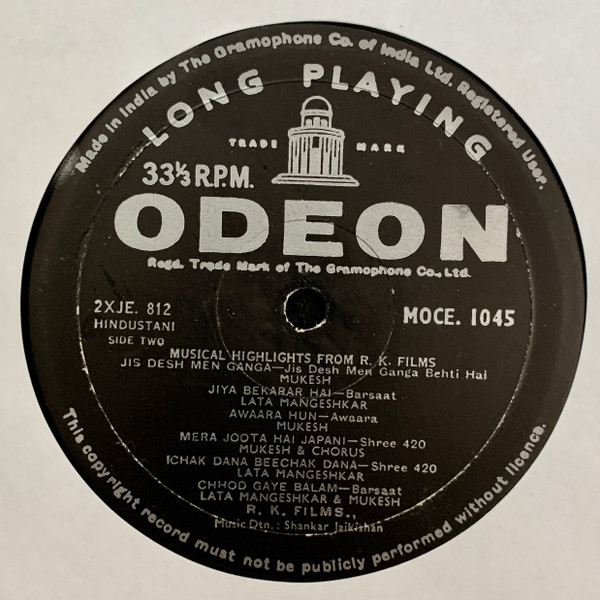 Made in India by The Gramophone Co. of India Ltd. Registered User.
LONG PLAYING
TRADE MARK
33⅓ R.P.M.
ODEON
Regd. Trade Mark of The Gramophone Co., Ltd.
2XJE. 812
MOCE. 1045
HINDUSTANI
SIDE TWO
MUSICAL HIGHLIGHTS FROM R. K. FILMS
JIS DESH MEN GANGA—Jis Desh Men Ganga Behti Hai
MUKESH
JIYA BEKARAR HAI—Barsaat
LATA MANGESHKAR
AWAARA HUN—Awaara
MUKESH
MERA JOOTA HAI JAPANI—Shree 420
MUKESH & CHORUS
ICHAK DANA BEECHAK DANA—Shree 420
LATA MANGESHKAR
CHHOD GAYE BALAM—Barsaat
LATA MANGESHKAR & MUKESH
R. K. FILMS.,
Music Dtn.: Shankar Jaikishan
This copyright record must not be publicly performed without licence.